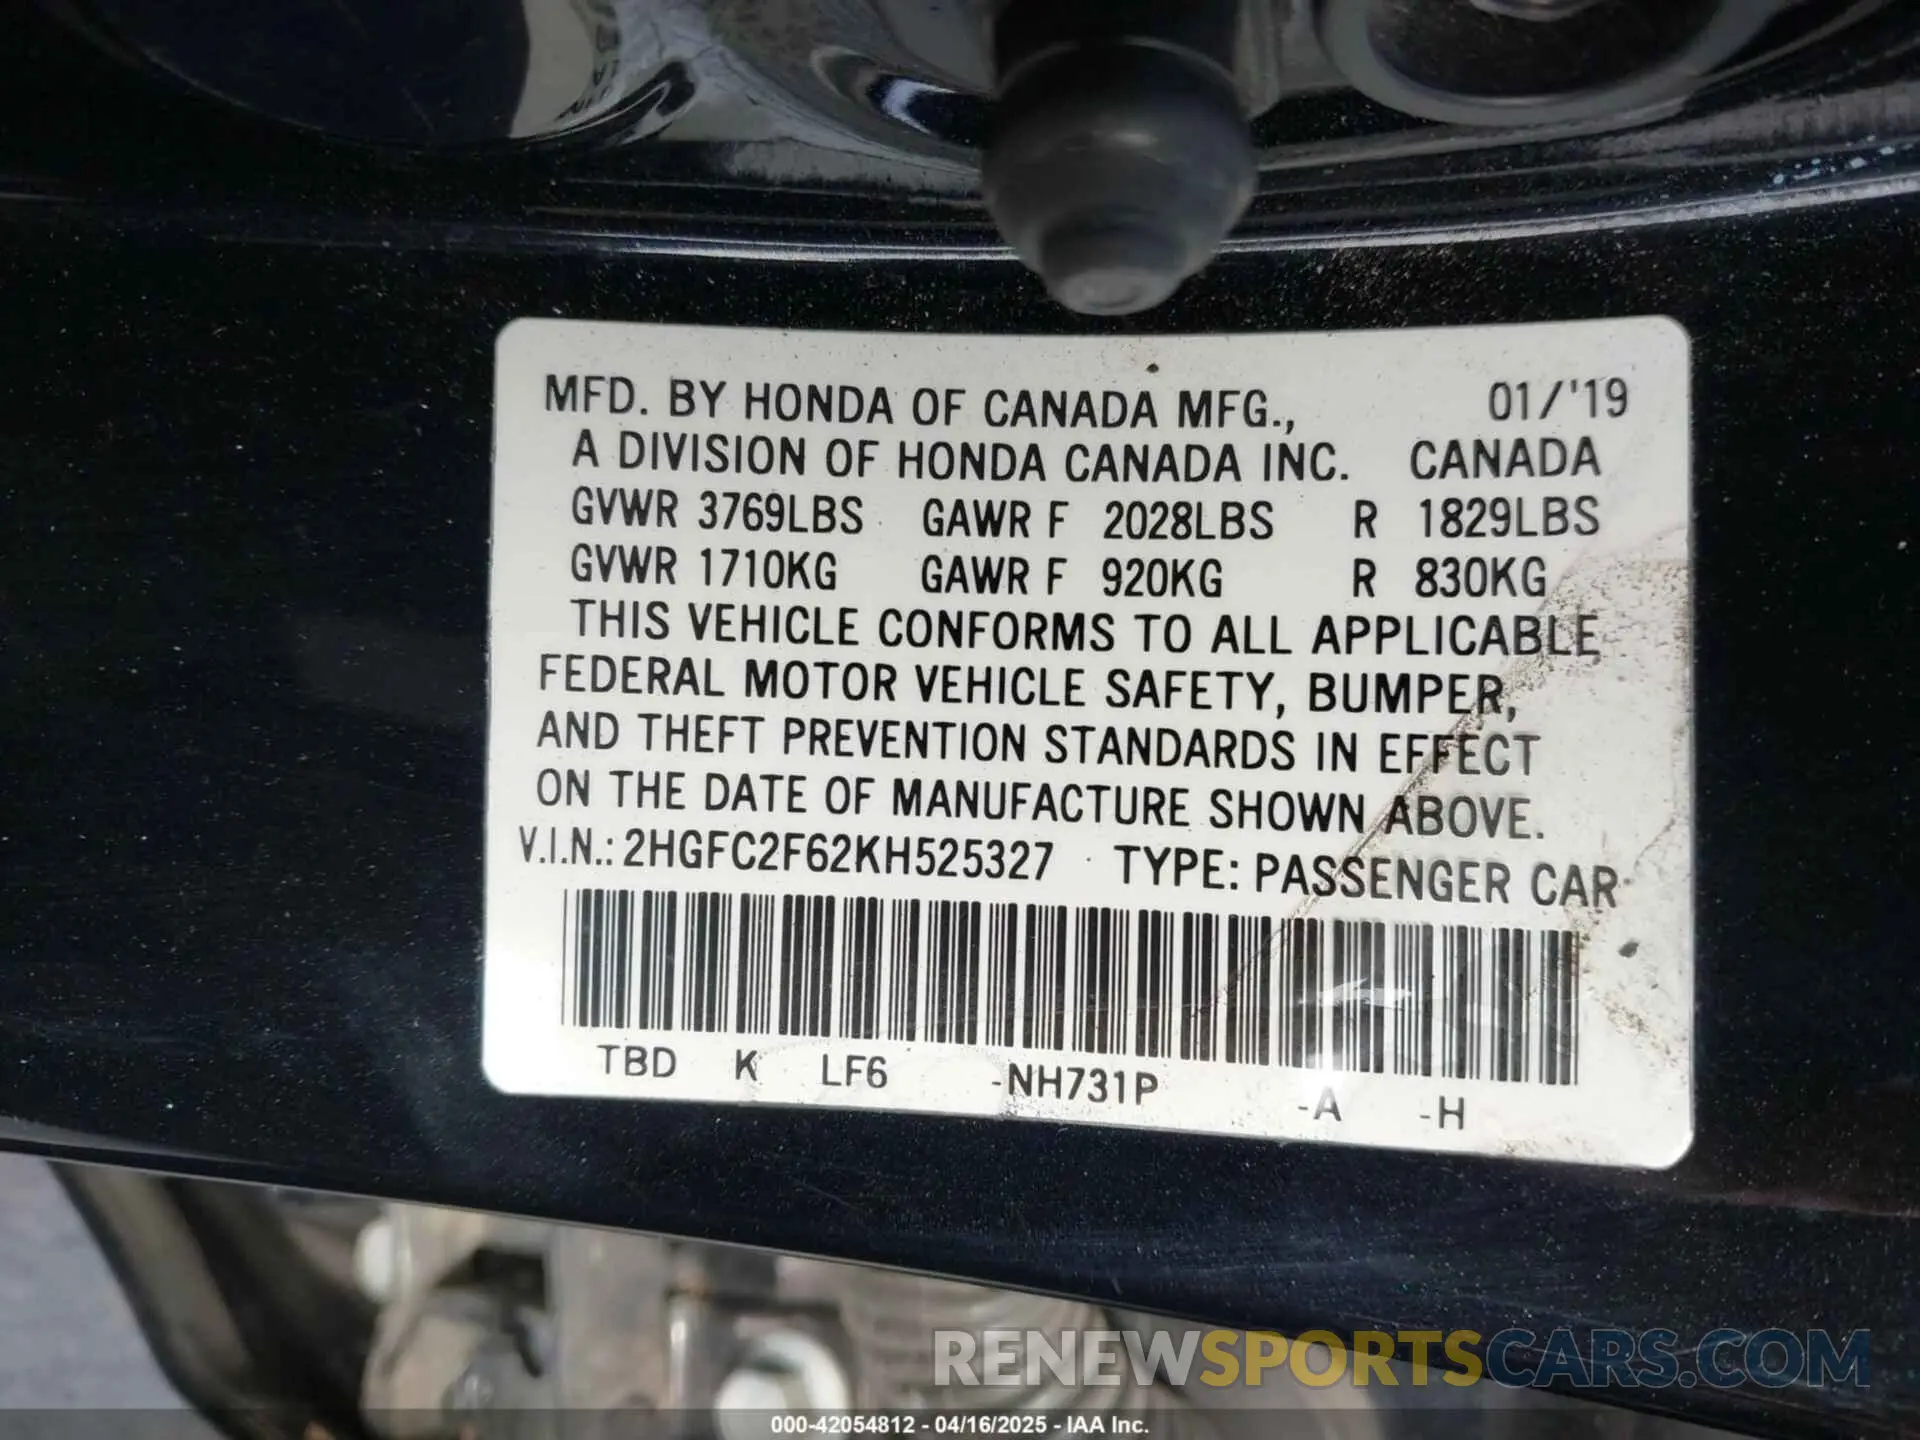 MFD. BY HONDA OF CANADA MFG., 01/'19
A DIVISION OF HONDA CANADA INC. CANADA
GVWR 3769LBS GAWR F 2028LBS R 1829LBS
GVWR 1710KG GAWR F 920KG R 830KG
THIS VEHICLE CONFORMS TO ALL APPLICABLE
FEDERAL MOTOR VEHICLE SAFETY, BUMPER,
AND THEFT PREVENTION STANDARDS IN EFFECT
ON THE DATE OF MANUFACTURE SHOWN ABOVE.
V.I.N.: 2HGFC2F62KH525327 TYPE: PASSENGER CAR
TBD K LF6 -NH731P -A -H
RENEWSPORTSCARS.COM
000-42054812 - 04/16/2025 - IAA Inc.